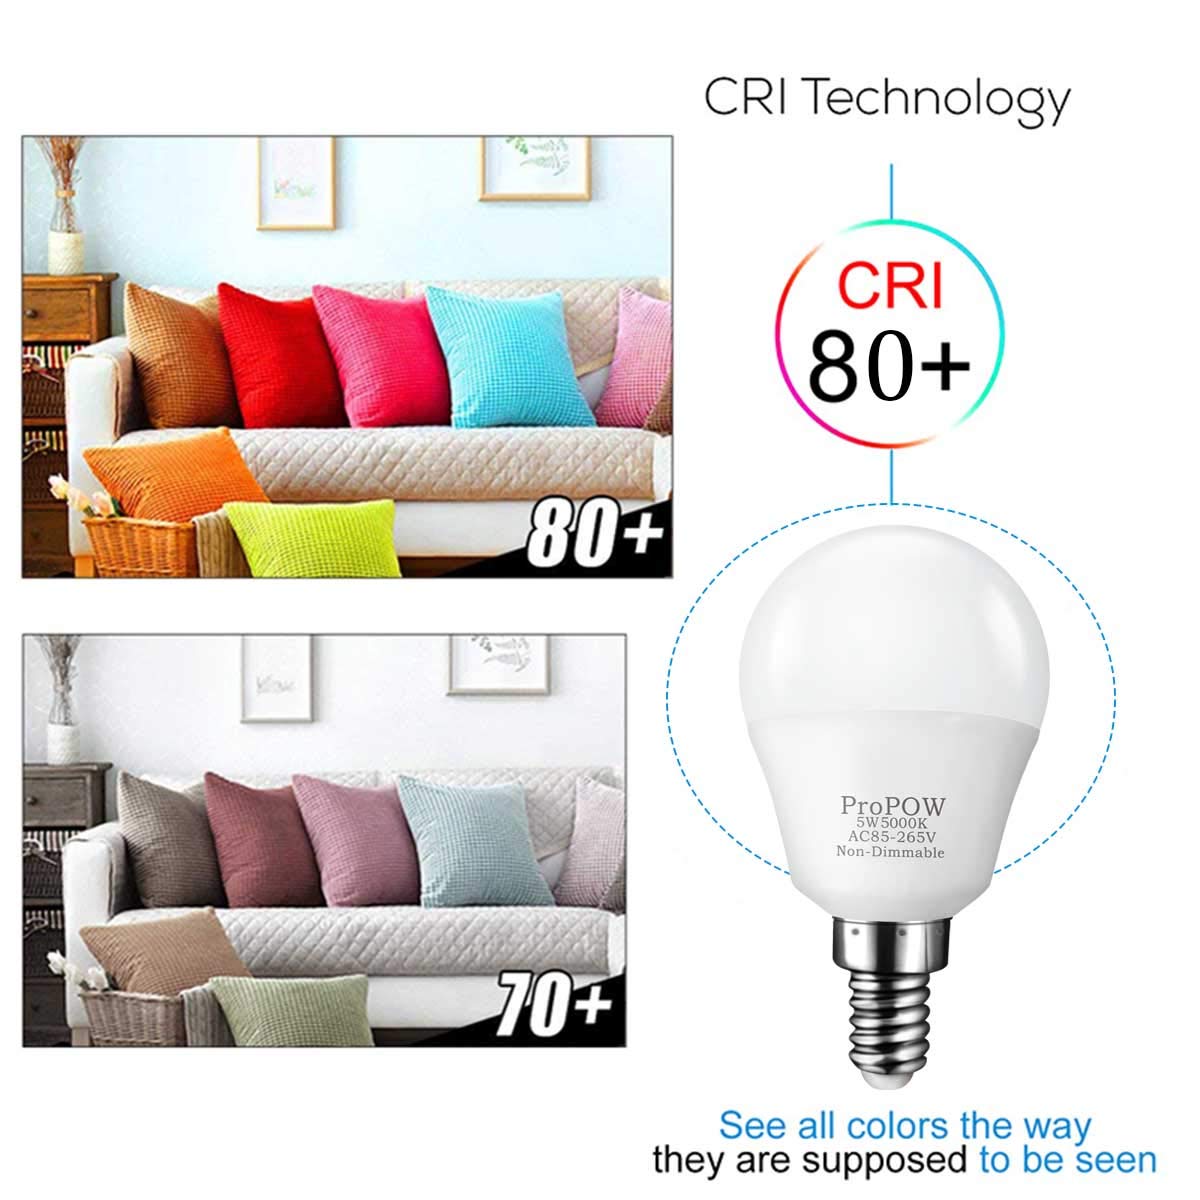 CRI Technology
CRI
80+
80+
70+
ProPOW
5W5000K
AC85-265V
Non-Dimmable
See all colors the way
they are supposed to be seen